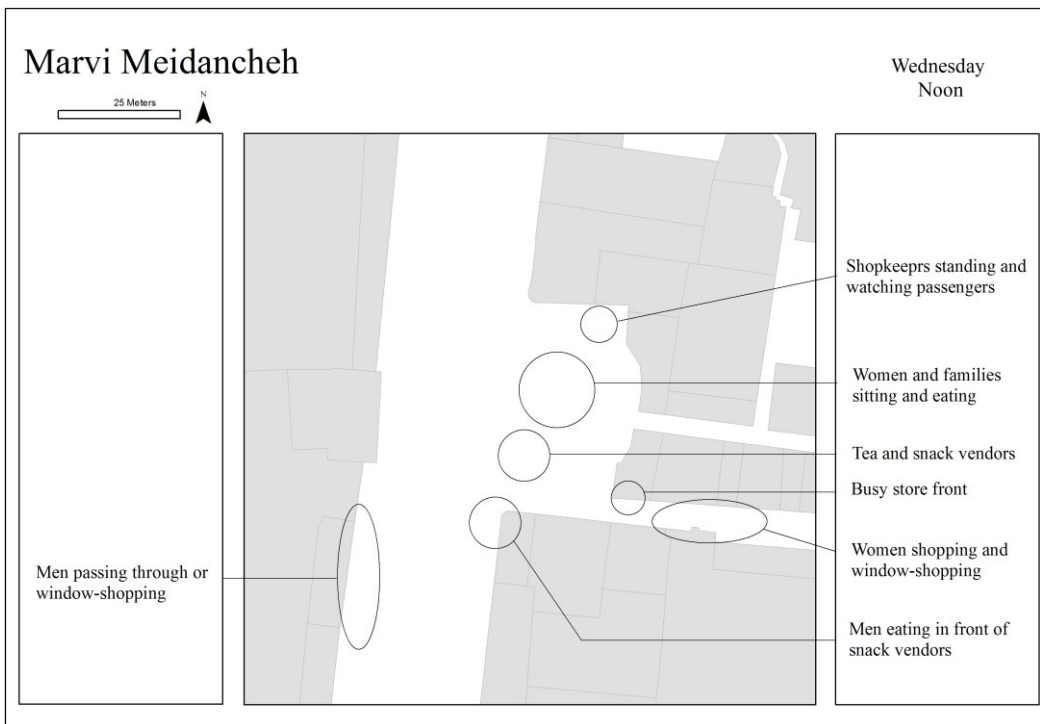 Marvi Meidancheh
Wednesday
Noon
25 Meters
N
Shopkeeprs standing and
watching passengers
Women and families
sitting and eating
Tea and snack vendors
Busy store front
Women shopping and
window-shopping
Men passing through or
window-shopping
Men eating in front of
snack vendors